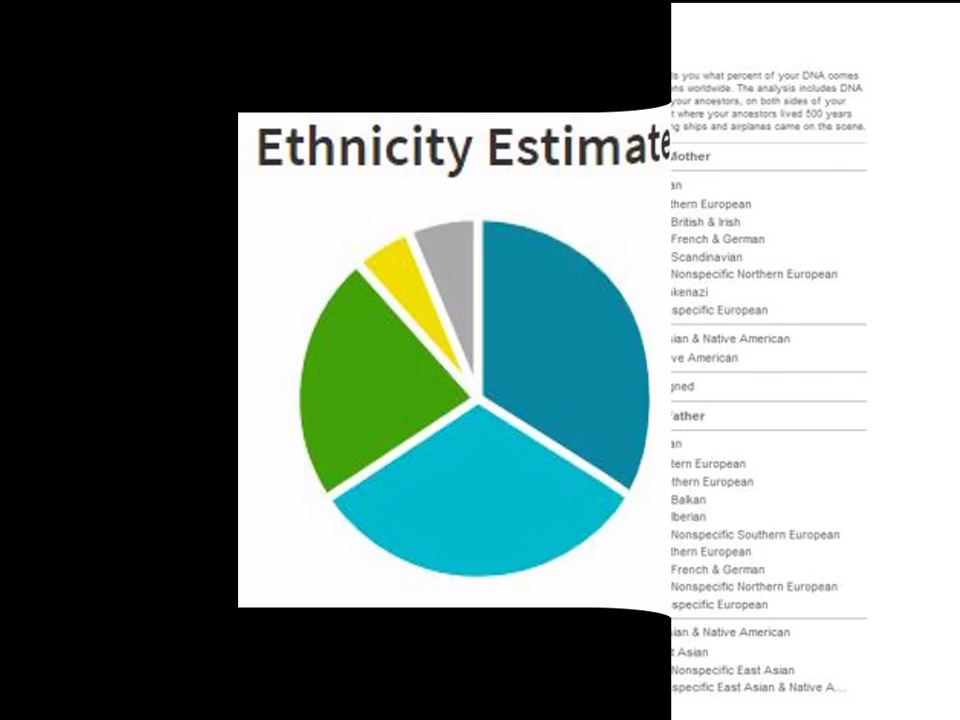 Ethnicity Estimate
ls you what percent of your DNA comes
ns worldwide. The analysis includes DNA
your ancestors, on both sides of your
t where your ancestors lived 500 years
ng ships and airplanes came on the scene.
Mother
an
thern European
British & Irish
French & German
Scandinavian
Nonspecific Northern European
kenazi
specific European
ian & Native American
ve American
gned
Father
an
tern European
thern European
Balkan
Iberian
Nonspecific Southern European
thern European
French & German
Nonspecific Northern European
specific European
ian & Native American
t Asian
Nonspecific East Asian
specific East Asian & Native A...